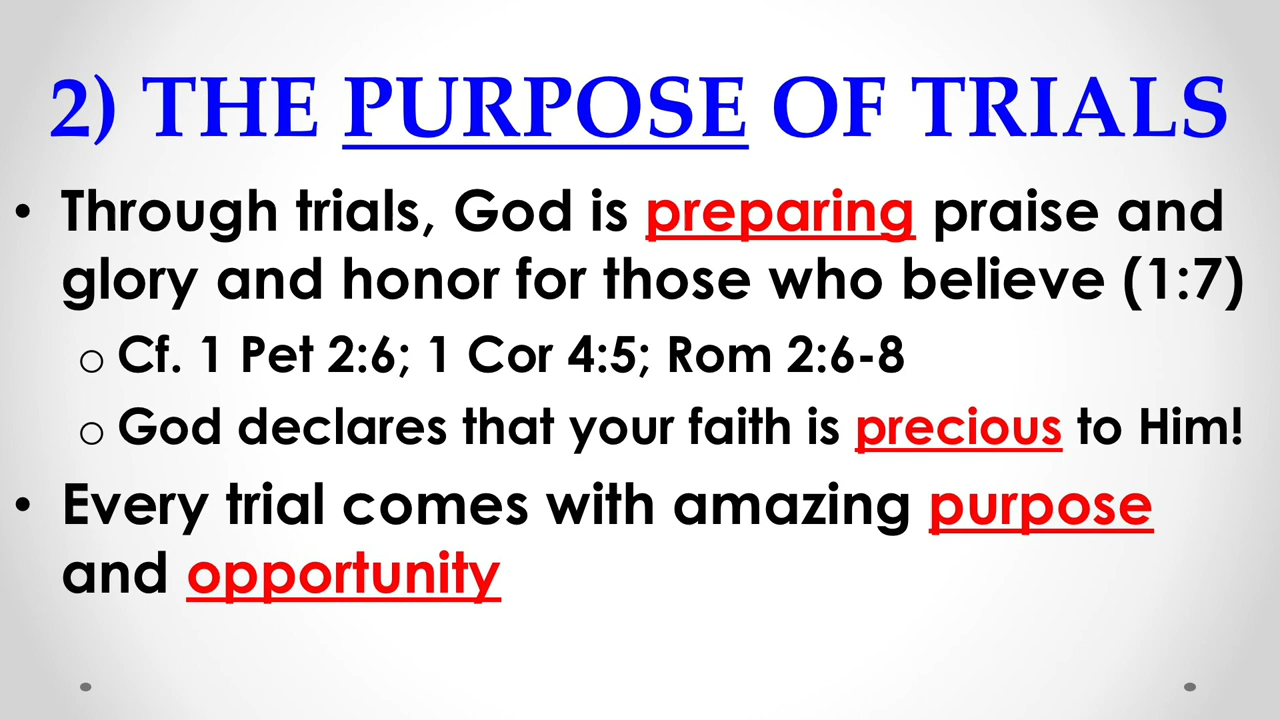 2) THE PURPOSE OF TRIALS
• Through trials, God is preparing praise and
glory and honor for those who believe (1:7)
o Cf. 1 Pet 2:6; 1 Cor 4:5; Rom 2:6-8
o God declares that your faith is precious to Him!
• Every trial comes with amazing purpose
and opportunity